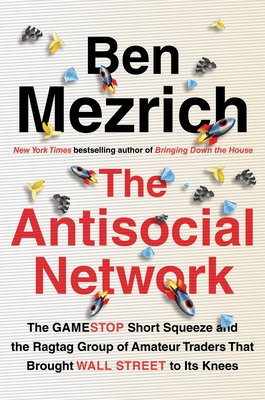 Ben
Mezrich
New York Times bestselling author of Bringing Down the House
The
Antisocial
Network
The GAMESTOP Short Squeeze and
the Ragtag Group of Amateur Traders That
Brought WALL STREET to Its Knees